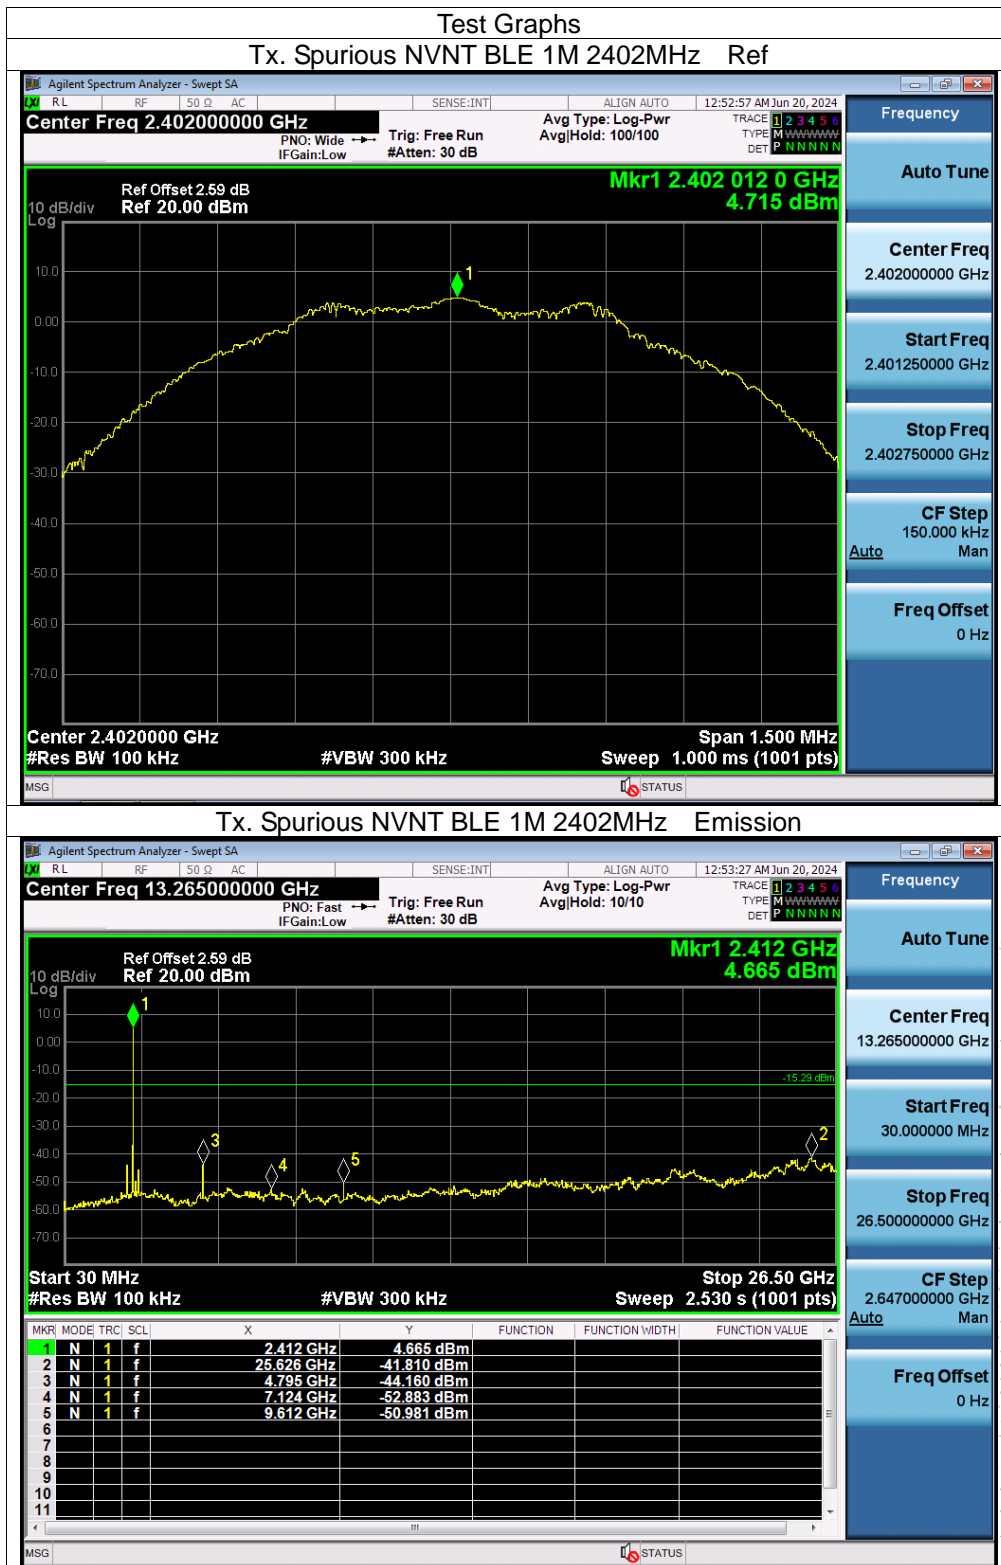 Test Graphs
Tx. Spurious NVNT BLE 1M 2402MHz Ref
Agilent Spectrum Analyzer - Swept SA
LXI RL RF 50 Ω AC SENSE:INT ALIGN AUTO 12:52:57 AM Jun 20, 2024
Center Freq 2.402000000 GHz
PNO: Wide
IFGain:Low
Trig: Free Run
#Atten: 30 dB
Avg Type: Log-Pwr
Avg|Hold: 100/100
TRACE 1 2 3 4 5 6
TYPE M WWWWW
DET P N N N N N
Ref Offset 2.59 dB
10 dB/div Ref 20.00 dBm
Log
Mkr1 2.402 012 0 GHz
4.715 dBm
1
10.0
0.00
-10.0
-20.0
-30.0
-40.0
-50.0
-60.0
-70.0
Center 2.4020000 GHz Span 1.500 MHz
#Res BW 100 kHz #VBW 300 kHz Sweep 1.000 ms (1001 pts)
MSG STATUS
Frequency
Auto Tune
Center Freq
2.402000000 GHz
Start Freq
2.401250000 GHz
Stop Freq
2.402750000 GHz
CF Step
150.000 kHz
Auto Man
Freq Offset
0 Hz
Tx. Spurious NVNT BLE 1M 2402MHz Emission
Agilent Spectrum Analyzer - Swept SA
LXI RL RF 50 Ω AC SENSE:INT ALIGN AUTO 12:53:27 AM Jun 20, 2024
Center Freq 13.265000000 GHz
PNO: Fast
IFGain:Low
Trig: Free Run
#Atten: 30 dB
Avg Type: Log-Pwr
Avg|Hold: 10/10
TRACE 1 2 3 4 5 6
TYPE M WWWWW
DET P N N N N N
Ref Offset 2.59 dB
10 dB/div Ref 20.00 dBm
Log
Mkr1 2.412 GHz
4.665 dBm
1
10.0
0.00
-10.0
-15.29 dBm
-20.0
-30.0
3
2
-40.0
4
5
-50.0
-60.0
-70.0
Start 30 MHz Stop 26.50 GHz
#Res BW 100 kHz #VBW 300 kHz Sweep 2.530 s (1001 pts)
MKR MODE TRC SCL X Y FUNCTION FUNCTION WIDTH FUNCTION VALUE
1 N 1 f 2.412 GHz 4.665 dBm
2 N 1 f 25.626 GHz -41.810 dBm
3 N 1 f 4.795 GHz -44.160 dBm
4 N 1 f 7.124 GHz -52.883 dBm
5 N 1 f 9.612 GHz -50.981 dBm
6
7
8
9
10
11
MSG STATUS
Frequency
Auto Tune
Center Freq
13.265000000 GHz
Start Freq
30.000000 MHz
Stop Freq
26.500000000 GHz
CF Step
2.647000000 GHz
Auto Man
Freq Offset
0 Hz